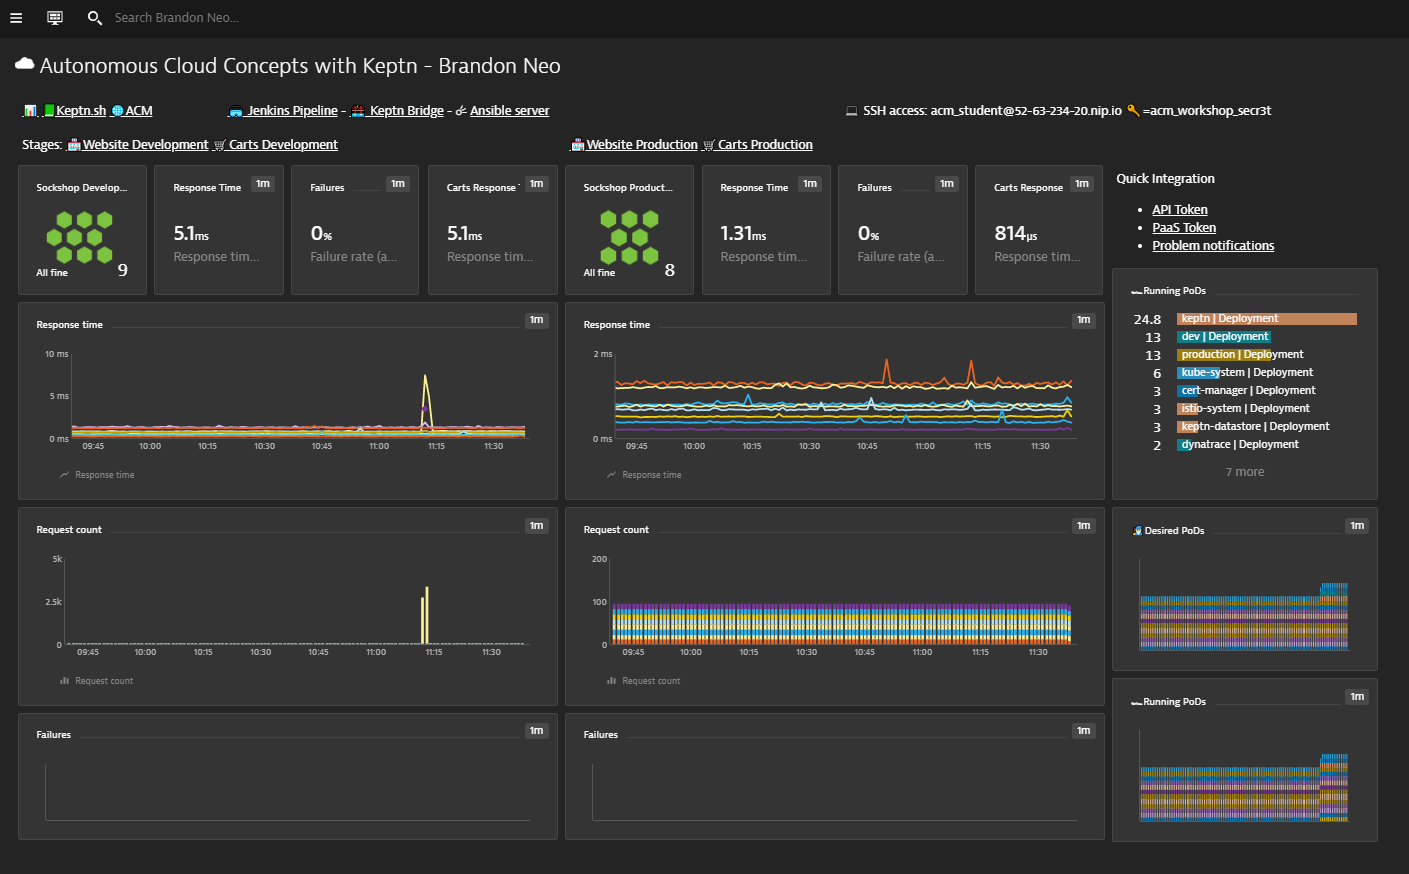 Search Brandon Neo...
Autonomous Cloud Concepts with Keptn - Brandon Neo
Keptn.sh ACM
Jenkins Pipeline - Keptn Bridge - Ansible server
SSH access: acm_student@52-63-234-20.nip.io =acm_workshop_secr3t
Stages: Website Development Carts Development
Website Production Carts Production
Sockshop Develop...
All fine
9
Response Time 1m
5.1ms
Response tim...
Failures 1m
0%
Failure rate (a...
Carts Response 1m
5.1ms
Response tim...
Sockshop Product...
All fine
8
Response Time 1m
1.31ms
Response tim...
Failures 1m
0%
Failure rate (a...
Carts Response 1m
814µs
Response tim...
Quick Integration
• API Token
• PaaS Token
• Problem notifications
Running PoDs
24.8 keptn | Deployment
13 dev | Deployment
13 production | Deployment
6 kube-system | Deployment
3 cert-manager | Deployment
3 istio-system | Deployment
3 keptn-datastore | Deployment
2 dynatrace | Deployment
7 more
Response time 1m
10 ms
5 ms
0 ms
09:45 10:00 10:15 10:30 10:45 11:00 11:15 11:30
Response time
Response time 1m
2 ms
1 ms
0 ms
09:45 10:00 10:15 10:30 10:45 11:00 11:15 11:30
Response time
Request count 1m
5k
2.5k
0
09:45 10:00 10:15 10:30 10:45 11:00 11:15 11:30
Request count
Request count 1m
200
100
0
09:45 10:00 10:15 10:30 10:45 11:00 11:15 11:30
Request count
Desired PoDs 1m
Failures 1m
Failures 1m
Running PoDs 1m